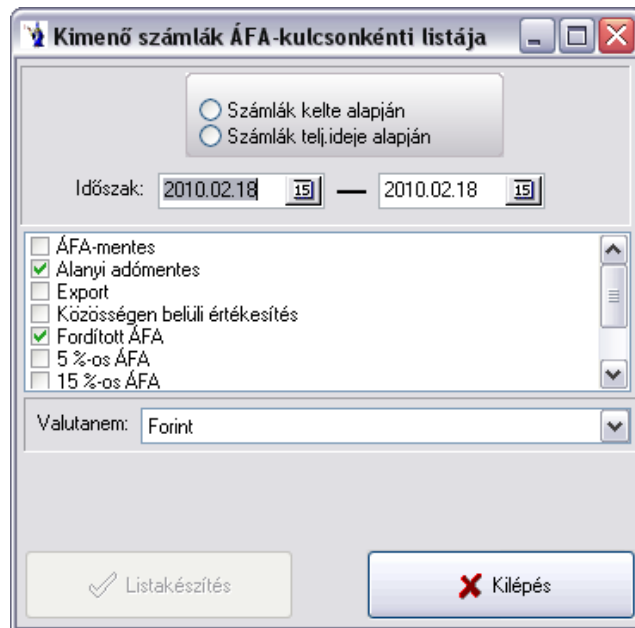 Kimenő számlák ÁFA-kulcsonkénti listája
Számlák kelte alapján
Számlák telj.ideje alapján
Időszak: 2010.02.18 15 — 2010.02.18 15
ÁFA-mentes
Alanyi adómentes
Export
Közösségen belüli értékesítés
Fordított ÁFA
5 %-os ÁFA
15 %-os ÁFA
Valutanem: Forint
Listakészítés
Kilépés